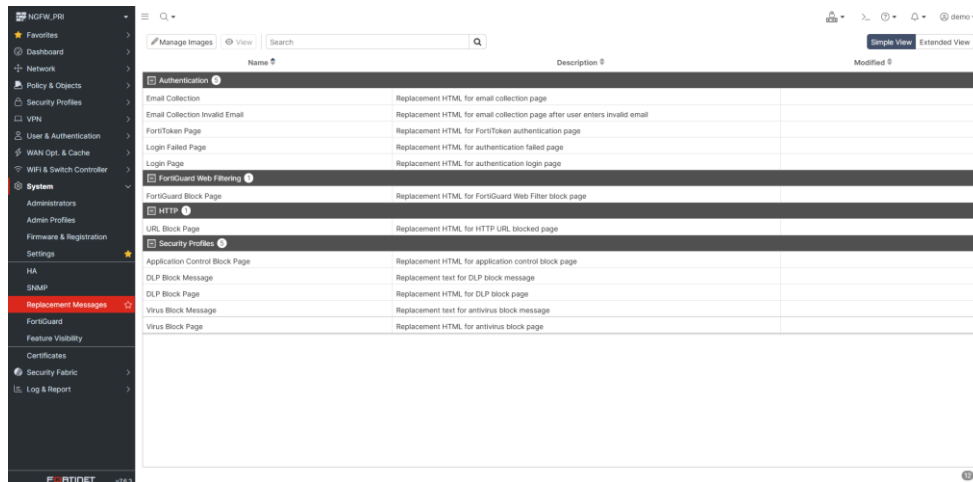 NGFW_PRI
demo
Favorites
Dashboard
Network
Policy & Objects
Security Profiles
VPN
User & Authentication
WAN Opt. & Cache
WiFi & Switch Controller
System
Administrators
Admin Profiles
Firmware & Registration
Settings
HA
SNMP
Replacement Messages
FortiGuard
Feature Visibility
Certificates
Security Fabric
Log & Report
FORTINET v7.6.3
Manage Images View Search Simple View Extended View
Name Description Modified
Authentication 5
Email Collection Replacement HTML for email collection page
Email Collection Invalid Email Replacement HTML for email collection page after user enters invalid email
FortiToken Page Replacement HTML for FortiToken authentication page
Login Failed Page Replacement HTML for authentication failed page
Login Page Replacement HTML for authentication login page
FortiGuard Web Filtering 1
FortiGuard Block Page Replacement HTML for FortiGuard Web Filter block page
HTTP 1
URL Block Page Replacement HTML for HTTP URL blocked page
Security Profiles 5
Application Control Block Page Replacement HTML for application control block page
DLP Block Message Replacement text for DLP block message
DLP Block Page Replacement HTML for DLP block page
Virus Block Message Replacement text for antivirus block message
Virus Block Page Replacement HTML for antivirus block page
12